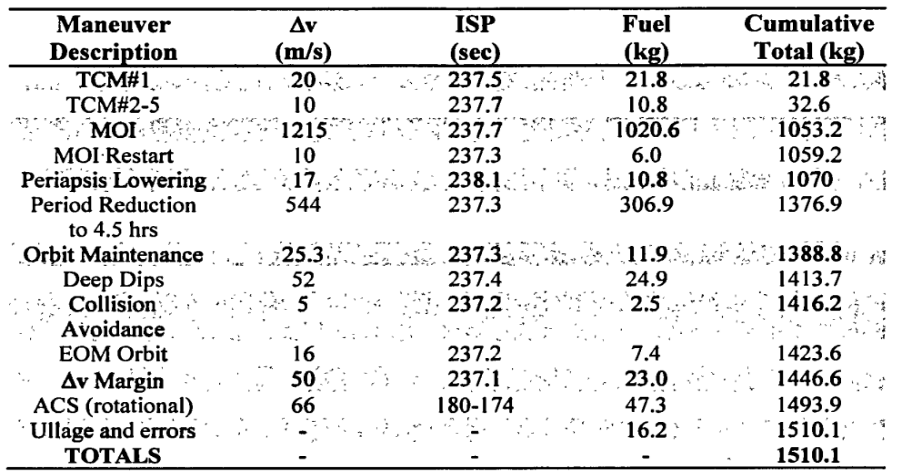 Maneuver Δv ISP Fuel Cumulative
Description (m/s) (sec) (kg) Total (kg)
TCM#1 20 237.5 21.8 21.8
TCM#2-5 10 237.7 10.8 32.6
MOI 1215 237.7 1020.6 1053.2
MOI Restart 10 237.3 6.0 1059.2
Periapsis Lowering 17 238.1 10.8 1070
Period Reduction 544 237.3 306.9 1376.9
to 4.5 hrs
Orbit Maintenance 25.3 237.3 11.9 1388.8
Deep Dips 52 237.4 24.9 1413.7
Collision 5 237.2 2.5 1416.2
Avoidance
EOM Orbit 16 237.2 7.4 1423.6
Δv Margin 50 237.1 23.0 1446.6
ACS (rotational) 66 180-174 47.3 1493.9
Ullage and errors - - 16.2 1510.1
TOTALS - - - 1510.1